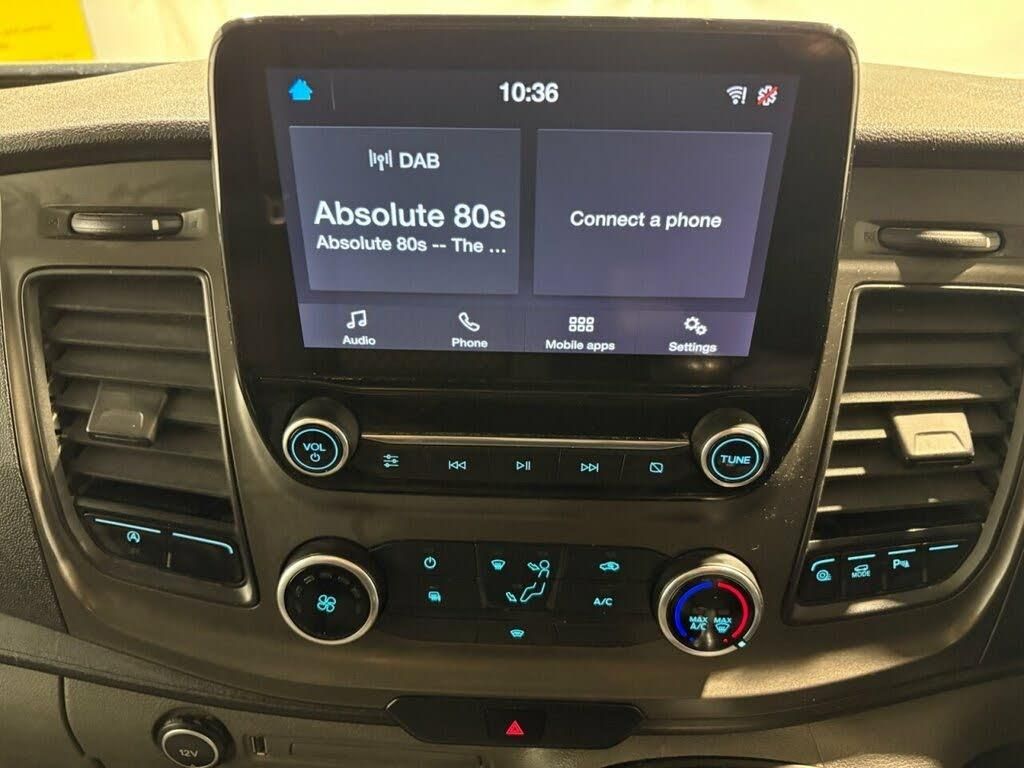 10:36
DAB
Absolute 80s
Absolute 80s -- The ...
Connect a phone
Audio
Phone
Mobile apps
Settings
VOL
TUNE
A
MODE
P
A/C
MAX
A/C
MAX
12V